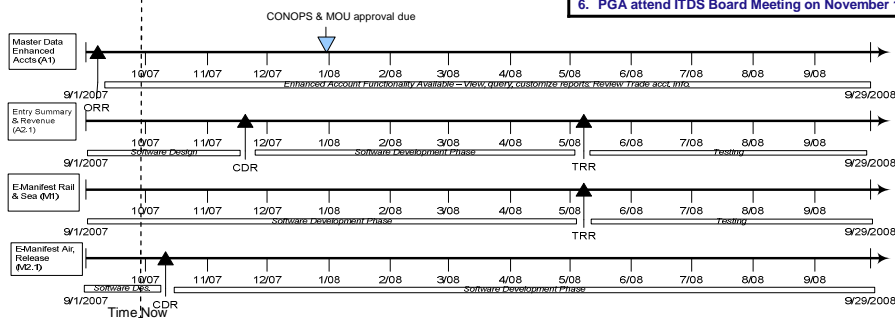 CONOPS & MOU approval due
6. PGA attend ITDS Board Meeting on November
Master Data
Enhanced
Accts (A1)
10/07 11/07 12/07 1/08 2/08 3/08 4/08 5/08 6/08 7/08 8/08 9/08
Enhanced Account Functionality Available – View, query, customize reports. Review Trade acct. info.
9/1/2007 ORR 9/29/2008
Entry Summary
& Revenue
(A2.1)
10/07 11/07 12/07 1/08 2/08 3/08 4/08 5/08 6/08 7/08 8/08 9/08
Software Design Software Development Phase Testing
9/1/2007 CDR TRR 9/29/2008
E-Manifest Rail
& Sea (M1)
10/07 11/07 12/07 1/08 2/08 3/08 4/08 5/08 6/08 7/08 8/08 9/08
Software Development Phase Testing
9/1/2007 TRR 9/29/2008
E-Manifest Air,
Release
(M2.1)
10/07 11/07 12/07 1/08 2/08 3/08 4/08 5/08 6/08 7/08 8/08 9/08
Software Des. Software Development Phase
9/1/2007 CDR 9/29/2008
Time Now